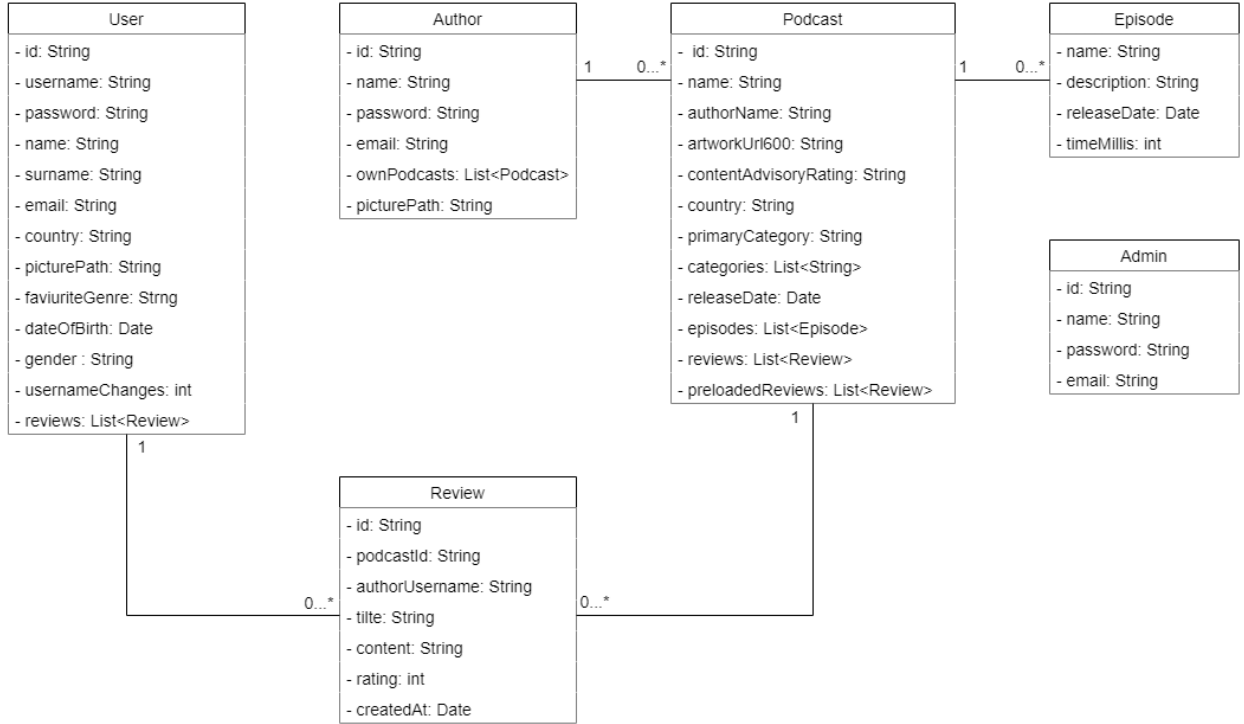 User
- id: String
- username: String
- password: String
- name: String
- surname: String
- email: String
- country: String
- picturePath: String
- faviuriteGenre: Strng
- dateOfBirth: Date
- gender : String
- usernameChanges: int
- reviews: List<Review>
1
0...*
Author
- id: String
- name: String
- password: String
- email: String
- ownPodcasts: List<Podcast>
- picturePath: String
1
0...*
Podcast
- id: String
- name: String
- authorName: String
- artworkUrl600: String
- contentAdvisoryRating: String
- country: String
- primaryCategory: String
- categories: List<String>
- releaseDate: Date
- episodes: List<Episode>
- reviews: List<Review>
- preloadedReviews: List<Review>
1
0...*
Episode
- name: String
- description: String
- releaseDate: Date
- timeMillis: int
Admin
- id: String
- name: String
- password: String
- email: String
1
0...*
Review
- id: String
- podcastId: String
- authorUsername: String
- tilte: String
- content: String
- rating: int
- createdAt: Date